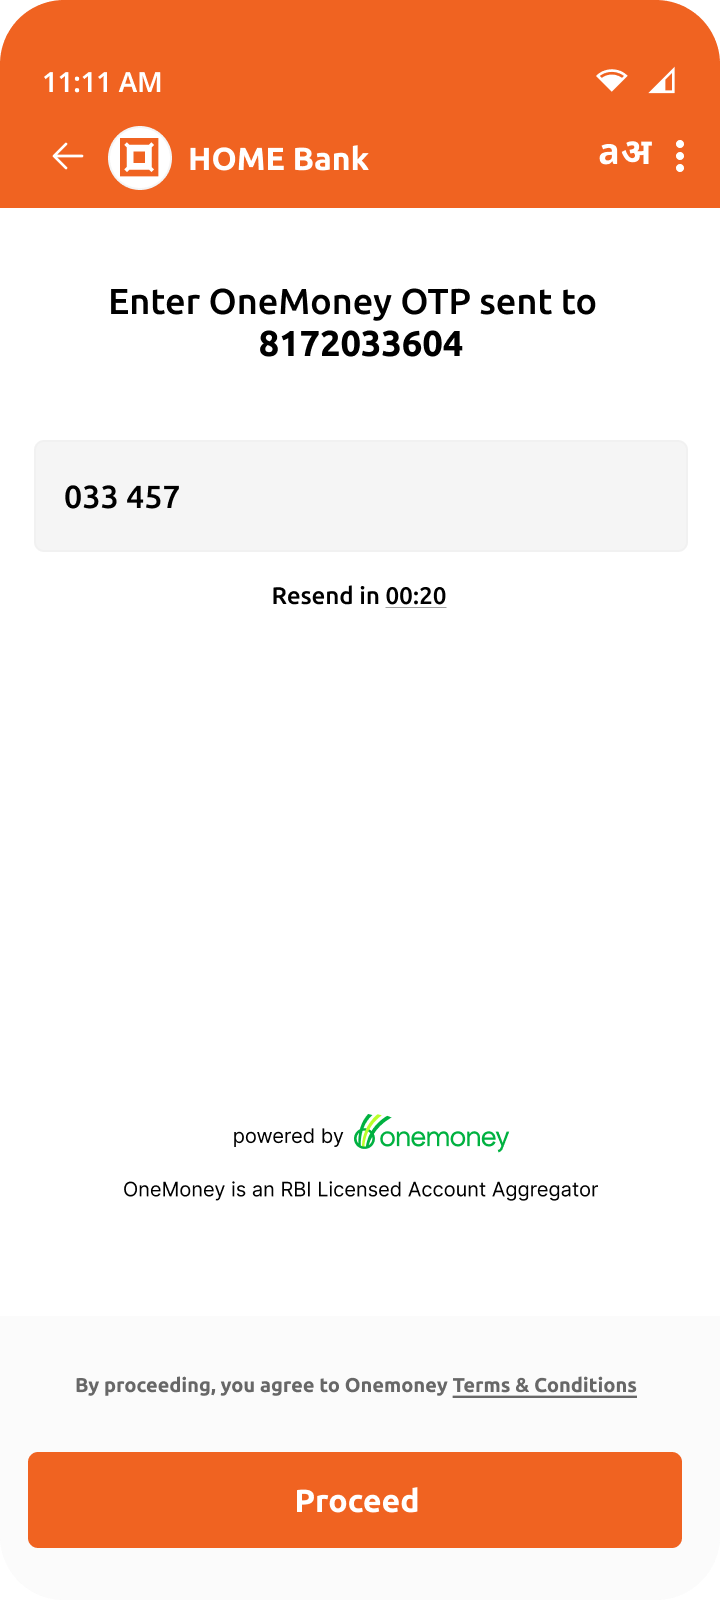 11:11 AM
HOME Bank
aअ
Enter OneMoney OTP sent to
8172033604
033 457
Resend in 00:20
powered by onemoney
OneMoney is an RBI Licensed Account Aggregator
By proceeding, you agree to Onemoney Terms & Conditions
Proceed